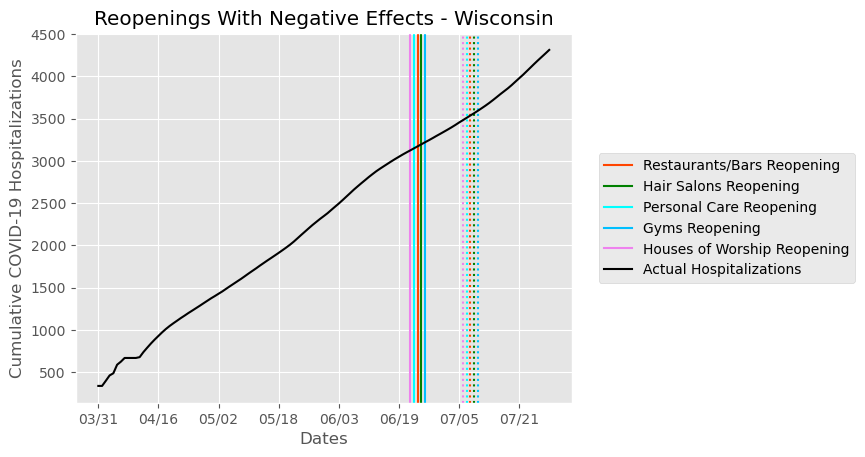 Reopenings With Negative Effects - Wisconsin
Cumulative COVID-19 Hospitalizations
4500
4000
3500
3000
2500
2000
1500
1000
500
03/31 04/16 05/02 05/18 06/03 06/19 07/05 07/21
Dates
Restaurants/Bars Reopening
Hair Salons Reopening
Personal Care Reopening
Gyms Reopening
Houses of Worship Reopening
Actual Hospitalizations